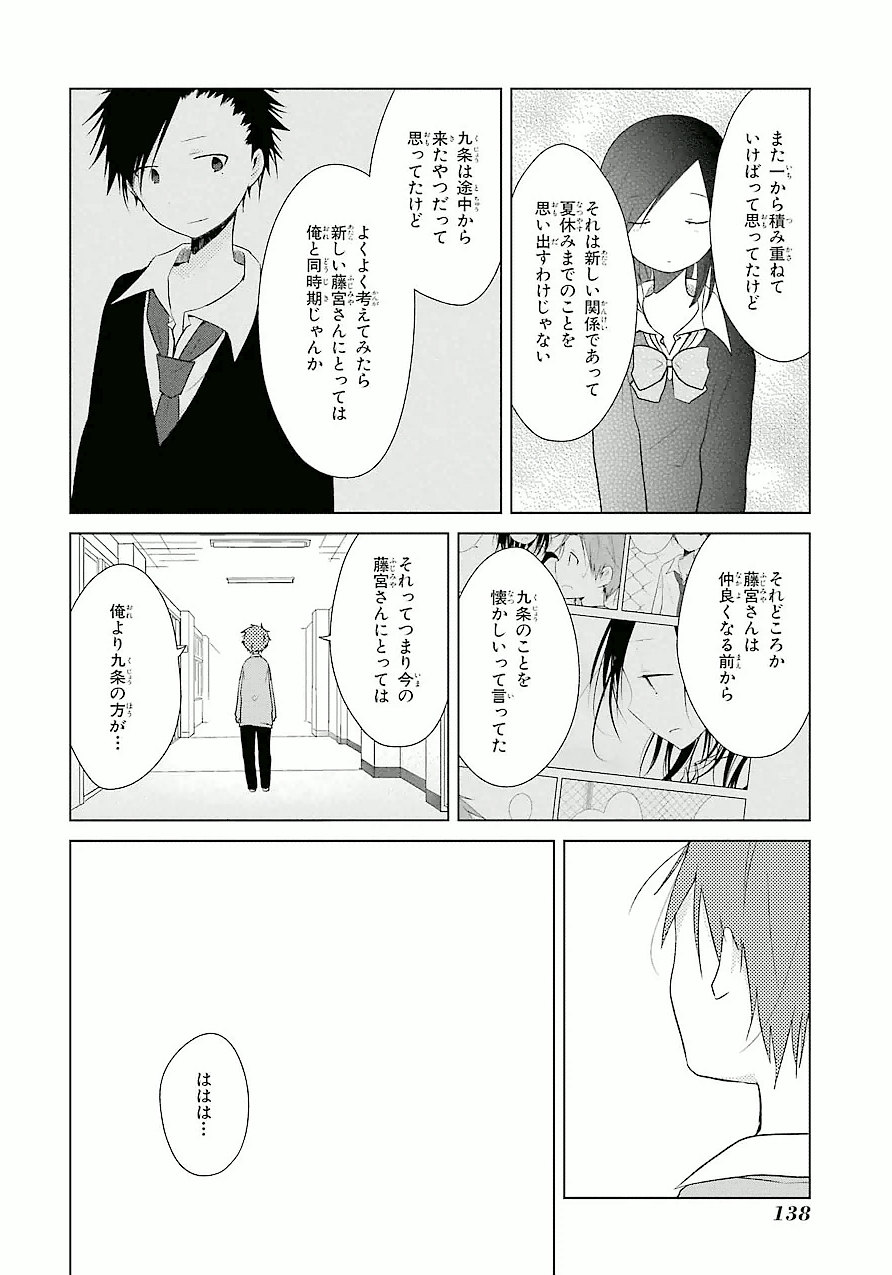 また一から積み重ねて
いけばって思ってたけど
それは新しい関係であって
夏休みまでのことを
思い出すわけじゃない
九条は途中から
来たやつだって
思ってたけど
よくよく考えてみたら
新しい藤宮さんにとっては
俺と同時期じゃんか
それどころか
藤宮さんは
仲良くなる前から
九条のことを
懐かしいって言ってた
それってつまり今の
藤宮さんにとっては
俺より九条の方が…
ははは…
138